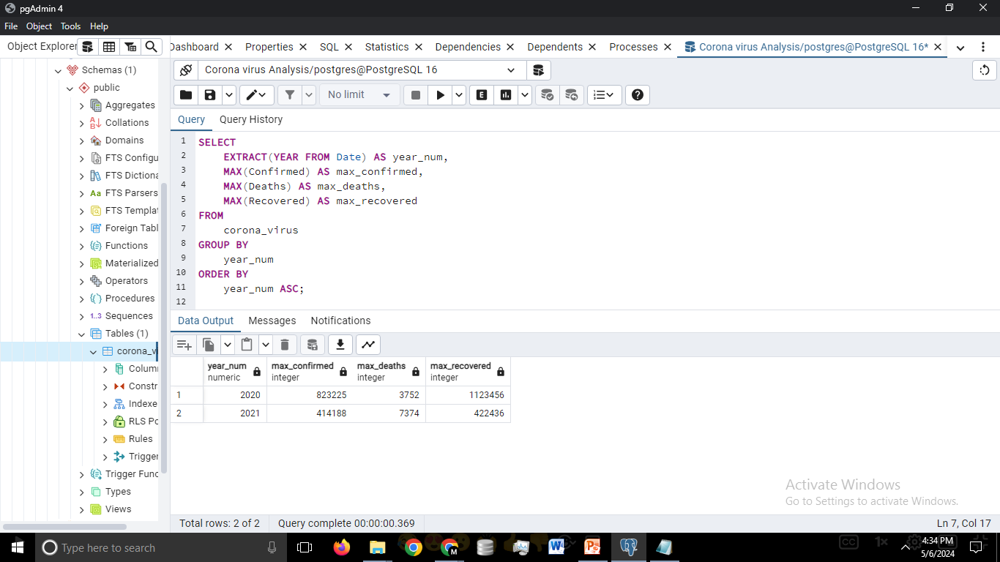 pgAdmin 4
File Object Tools Help
Object Explorer
Dashboard Properties SQL Statistics Dependencies Dependents Processes Corona virus Analysis/postgres@PostgreSQL 16*
Schemas (1)
public
Aggregates
Collations
Domains
FTS Configu
FTS Dictiona
FTS Parsers
FTS Templat
Foreign Tabl
Functions
Materialized
Operators
Procedures
1..3 Sequences
Tables (1)
corona_vi
Column
Constr
Indexe
RLS Po
Rules
Trigger
Trigger Func
Types
Views
Corona virus Analysis/postgres@PostgreSQL 16
No limit
Query Query History
1 SELECT
2 EXTRACT(YEAR FROM Date) AS year_num,
3 MAX(Confirmed) AS max_confirmed,
4 MAX(Deaths) AS max_deaths,
5 MAX(Recovered) AS max_recovered
6 FROM
7 corona_virus
8 GROUP BY
9 year_num
10 ORDER BY
11 year_num ASC;
12
Data Output Messages Notifications
year_num max_confirmed max_deaths max_recovered
numeric integer integer integer
1 2020 823225 3752 1123456
2 2021 414188 7374 422436
Activate Windows
Go to Settings to activate Windows.
Total rows: 2 of 2 Query complete 00:00:00.369 Ln 7, Col 17
Type here to search
CC 1x
4:34 PM
5/6/2024